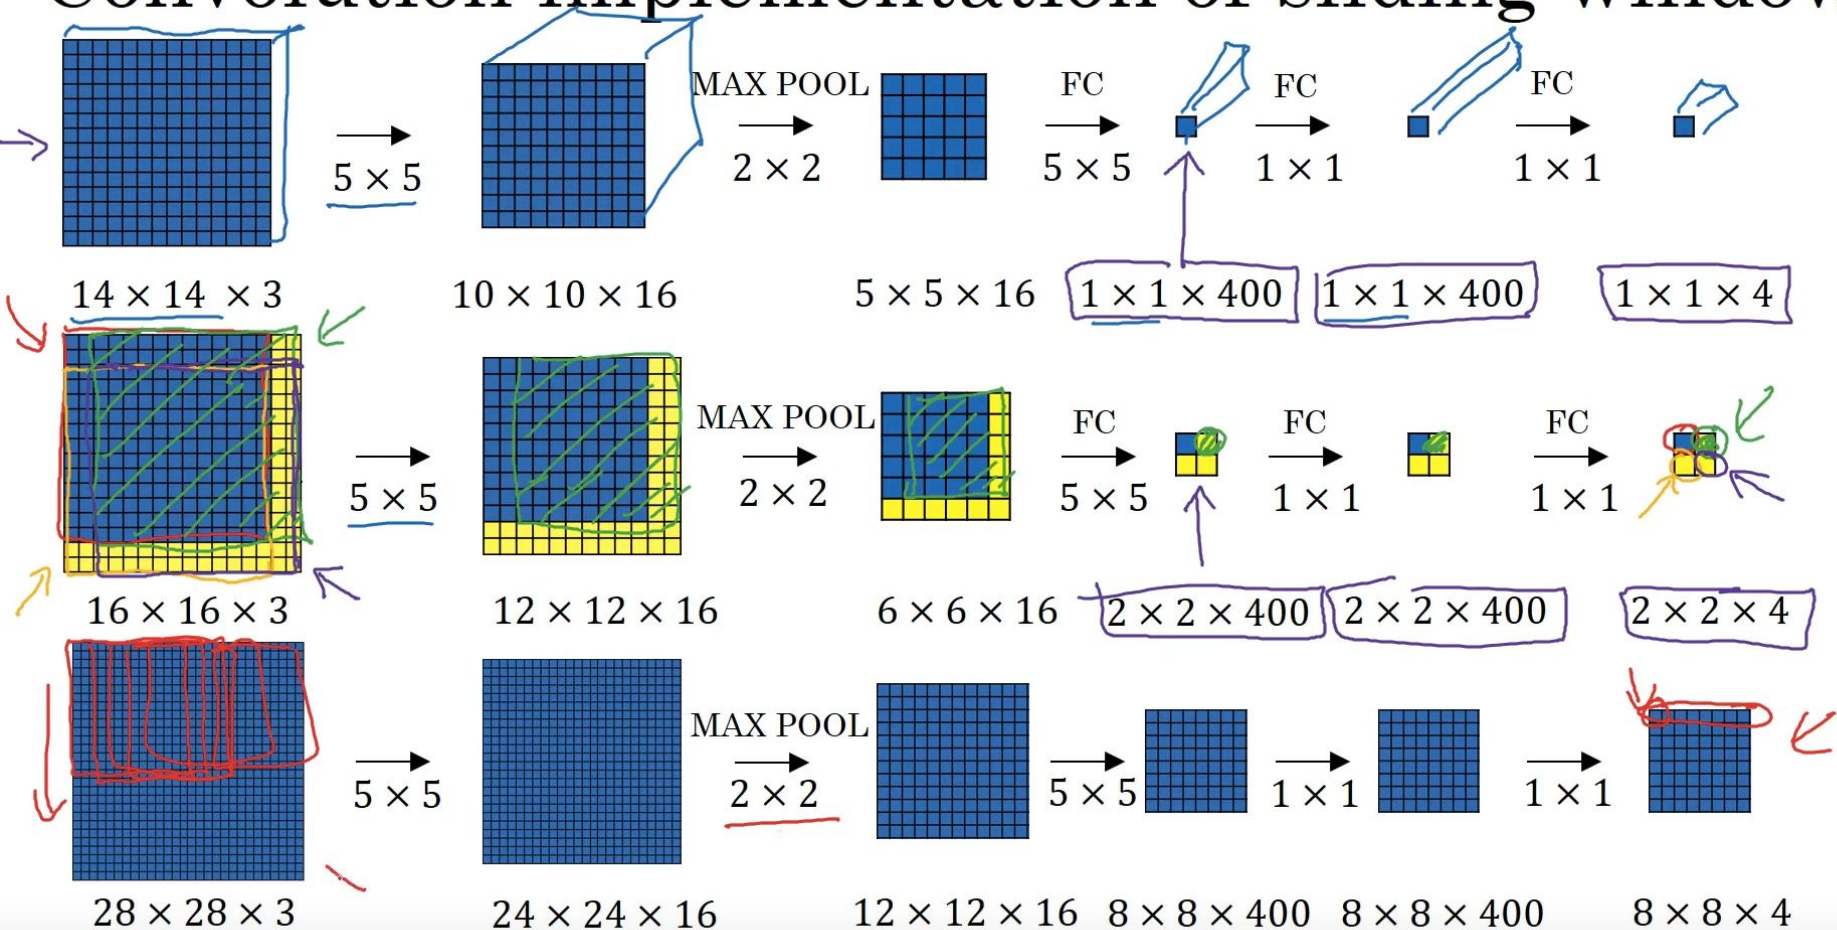 Convolution implementation of sliding window
MAX POOL FC FC FC
5 × 5 2 × 2 5 × 5 1 × 1 1 × 1
14 × 14 × 3 10 × 10 × 16 5 × 5 × 16 1 × 1 × 400 1 × 1 × 400 1 × 1 × 4
MAX POOL FC FC FC
5 × 5 2 × 2 5 × 5 1 × 1 1 × 1
16 × 16 × 3 12 × 12 × 16 6 × 6 × 16 2 × 2 × 400 2 × 2 × 400 2 × 2 × 4
MAX POOL
5 × 5 2 × 2 5 × 5 1 × 1 1 × 1
28 × 28 × 3 24 × 24 × 16 12 × 12 × 16 8 × 8 × 400 8 × 8 × 400 8 × 8 × 4